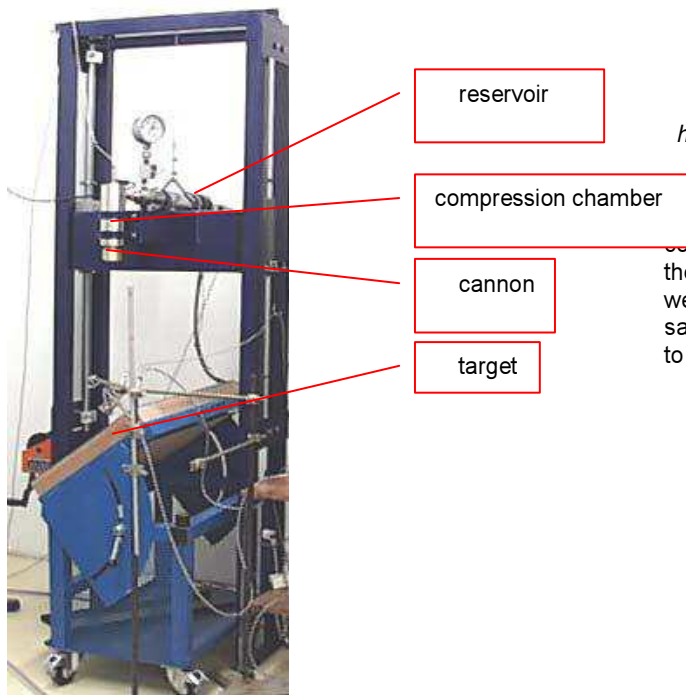 reservoir
h
compression chamber
the
cannon
we
sa
to
target